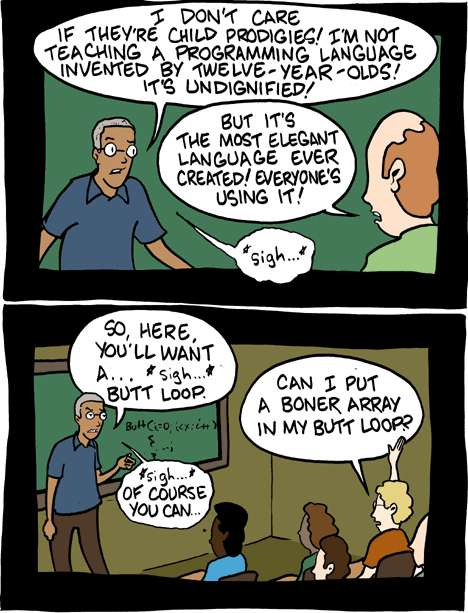 I DON'T CARE
IF THEY'RE CHILD PRODIGIES! I'M NOT
TEACHING A PROGRAMMING LANGUAGE
INVENTED BY TWELVE-YEAR-OLDS!
IT'S UNDIGNIFIED!
BUT IT'S
THE MOST ELEGANT
LANGUAGE EVER
CREATED! EVERYONE'S
USING IT!
*sigh...*
SO, HERE,
YOU'LL WANT
A... *sigh...*
BUTT LOOP.
Butt(i=0;i<x;i++)
{
CAN I PUT
A BONER ARRAY
IN MY BUTT LOOP?
*sigh...*
OF COURSE
YOU CAN...